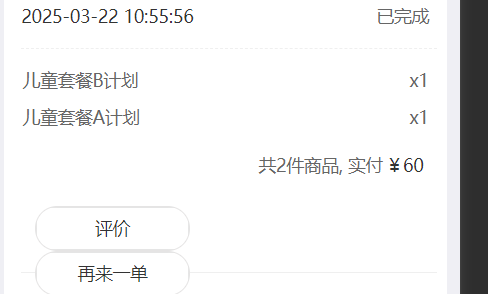 2025-03-22 10:55:56 已完成
儿童套餐B计划 x1
儿童套餐A计划 x1
共2件商品, 实付 ¥60
评价
再来一单